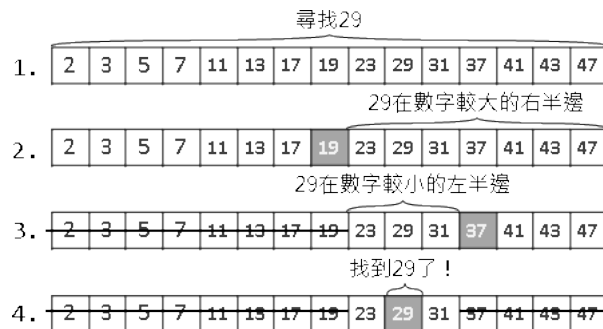 尋找29
1. 2 3 5 7 11 13 17 19 23 29 31 37 41 43 47
29在數字較大的右半邊
2. 2 3 5 7 11 13 17 19 23 29 31 37 41 43 47
29在數字較小的左半邊
3. 2 3 5 7 11 13 17 19 23 29 31 37 41 43 47
找到29了！
4. 2 3 5 7 11 13 17 19 23 29 31 37 41 43 47